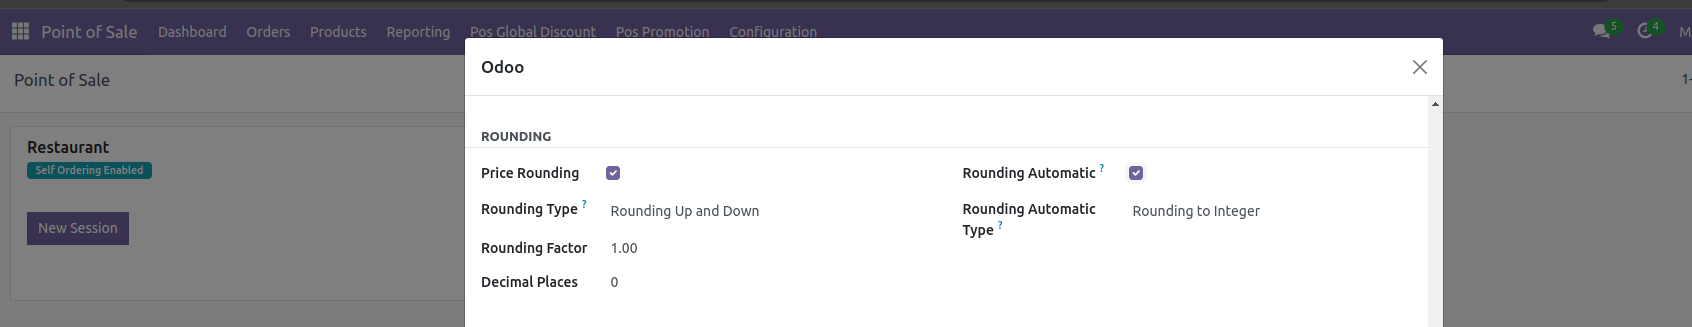 Point of Sale Dashboard Orders Products Reporting Pos Global Discount Pos Promotion Configuration 5 4
Point of Sale
Odoo
Restaurant
Self Ordering Enabled
New Session
ROUNDING
Price Rounding
Rounding Automatic ?
Rounding Type ? Rounding Up and Down
Rounding Automatic
Type ? Rounding to Integer
Rounding Factor 1.00
Decimal Places 0